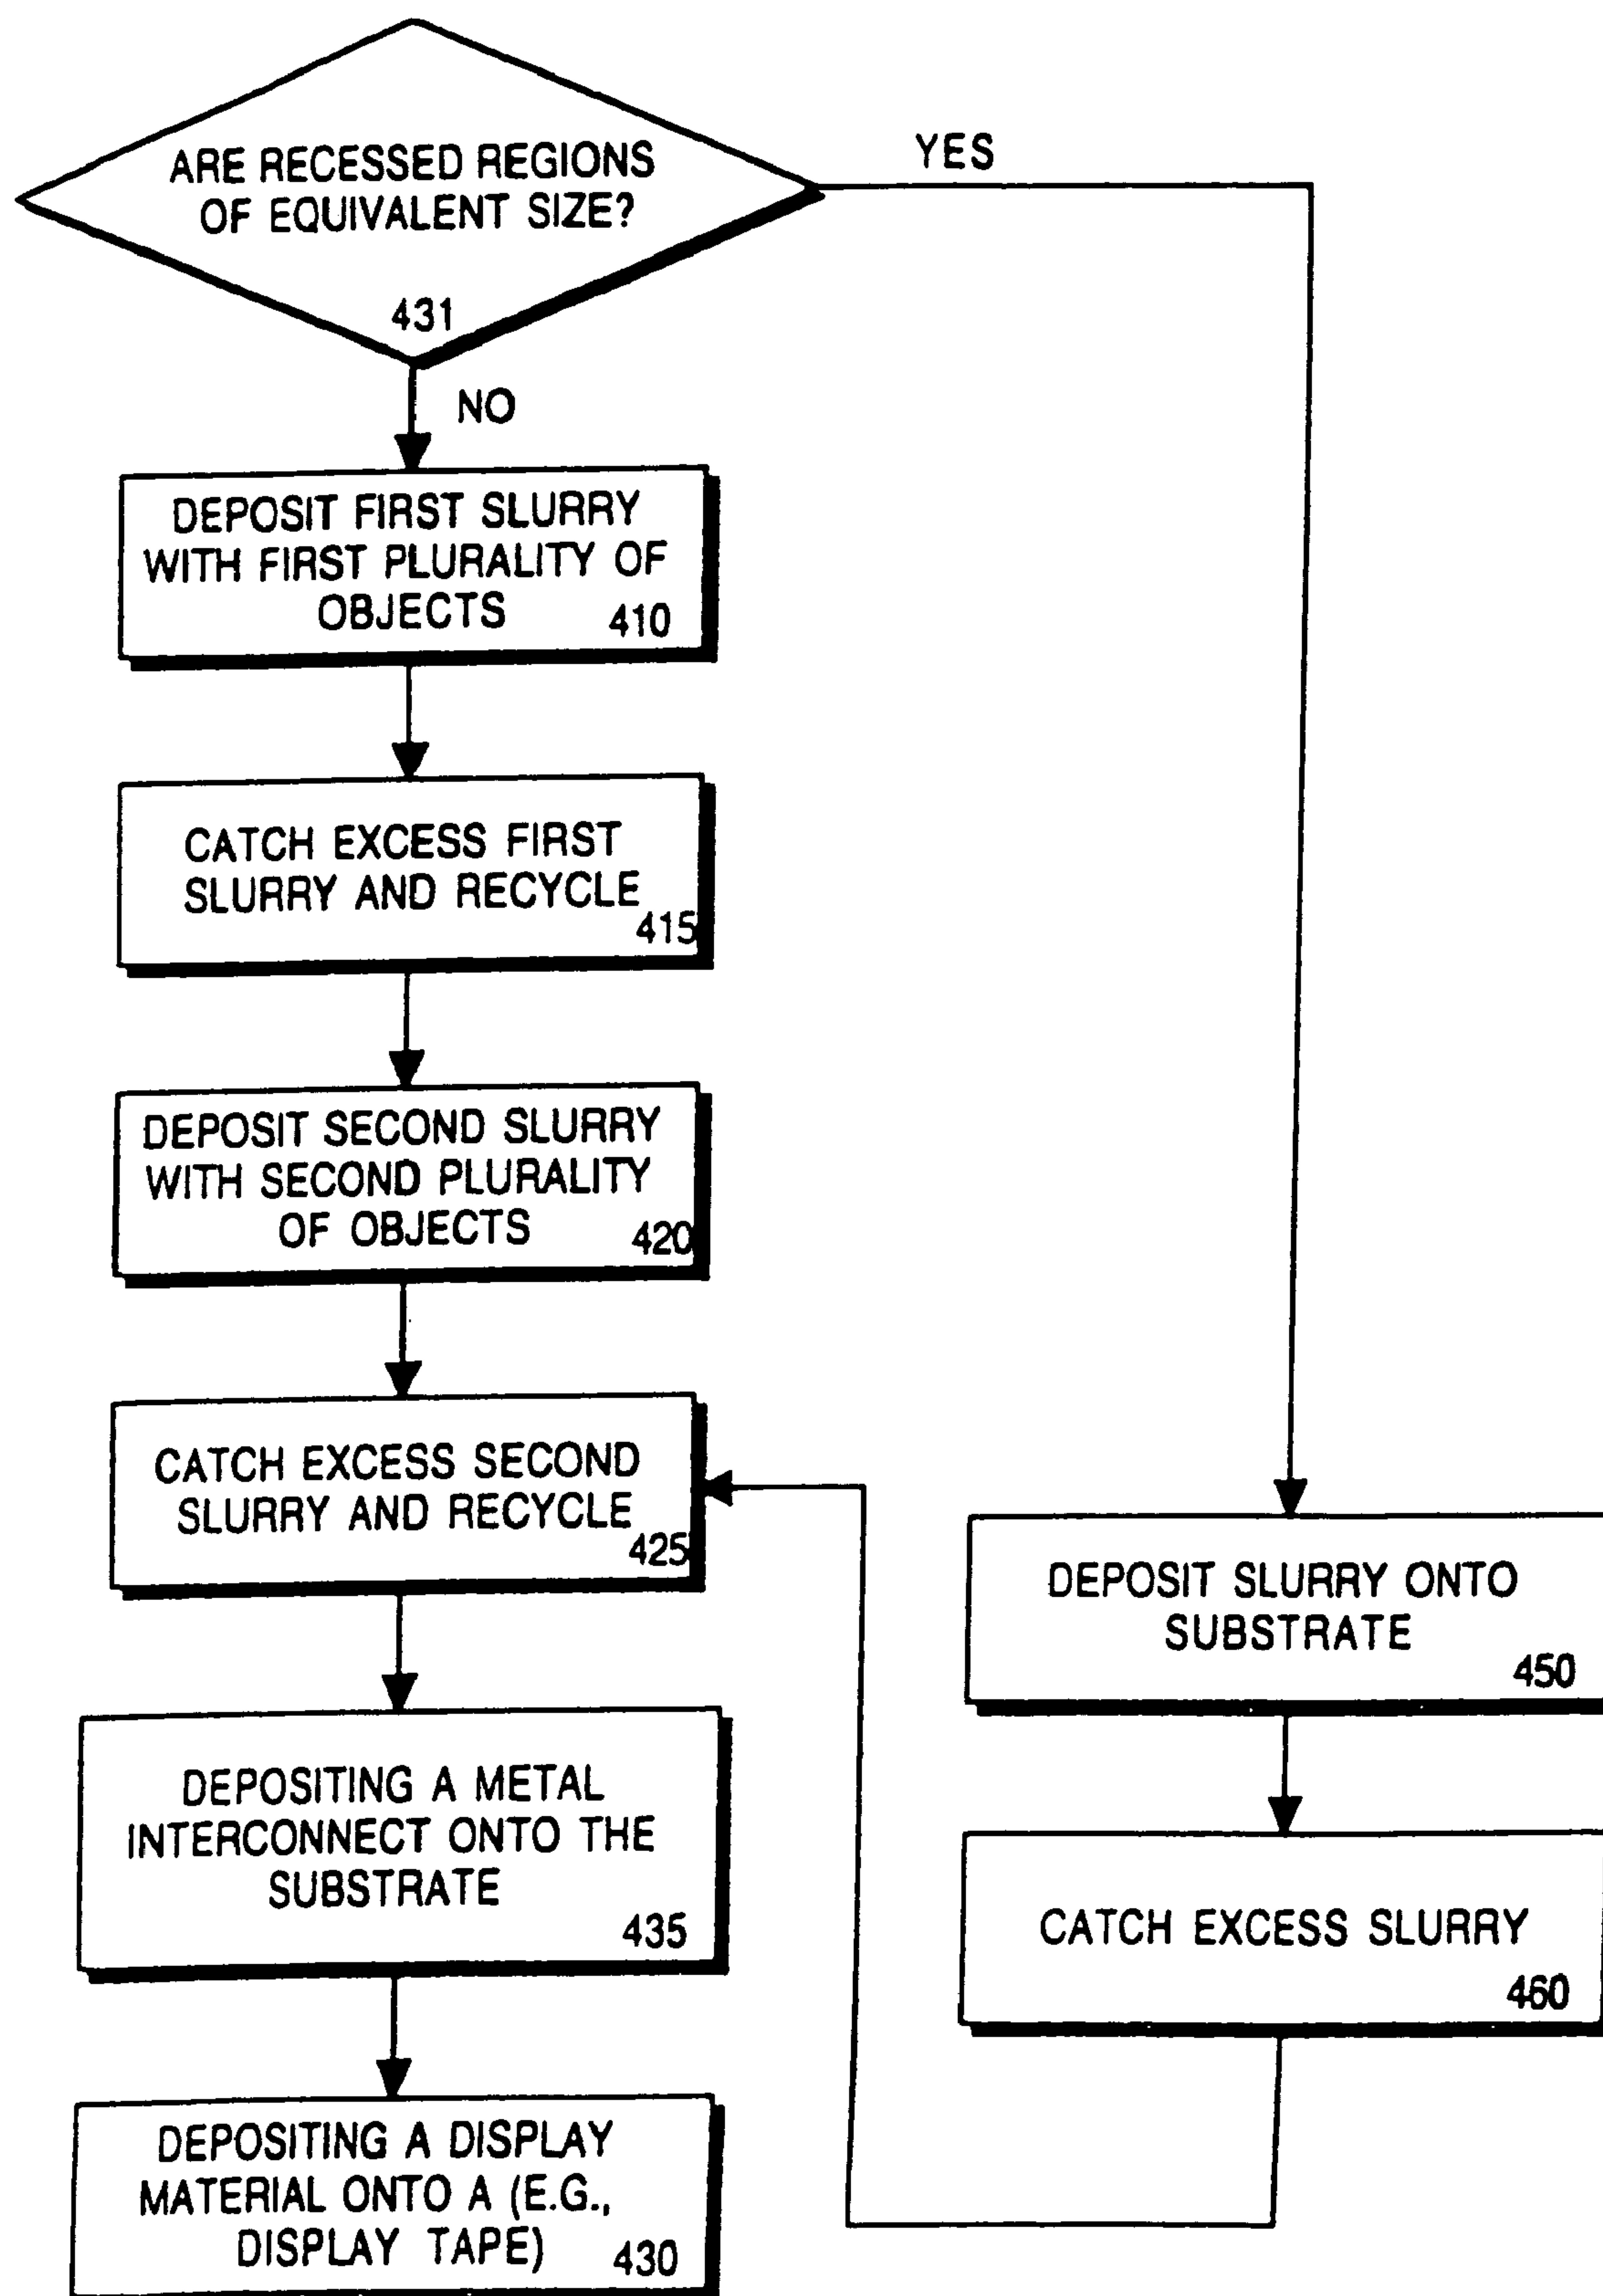 ARE RECESSED REGIONS
OF EQUIVALENT SIZE?
431
YES
NO
DEPOSIT FIRST SLURRY
WITH FIRST PLURALITY OF
OBJECTS 410
CATCH EXCESS FIRST
SLURRY AND RECYCLE
415
DEPOSIT SECOND SLURRY
WITH SECOND PLURALITY
OF OBJECTS 420
CATCH EXCESS SECOND
SLURRY AND RECYCLE
425
DEPOSITING A METAL
INTERCONNECT ONTO THE
SUBSTRATE
435
DEPOSITING A DISPLAY
MATERIAL ONTO A (E.G.,
DISPLAY TAPE) 430
DEPOSIT SLURRY ONTO
SUBSTRATE
450
CATCH EXCESS SLURRY
460